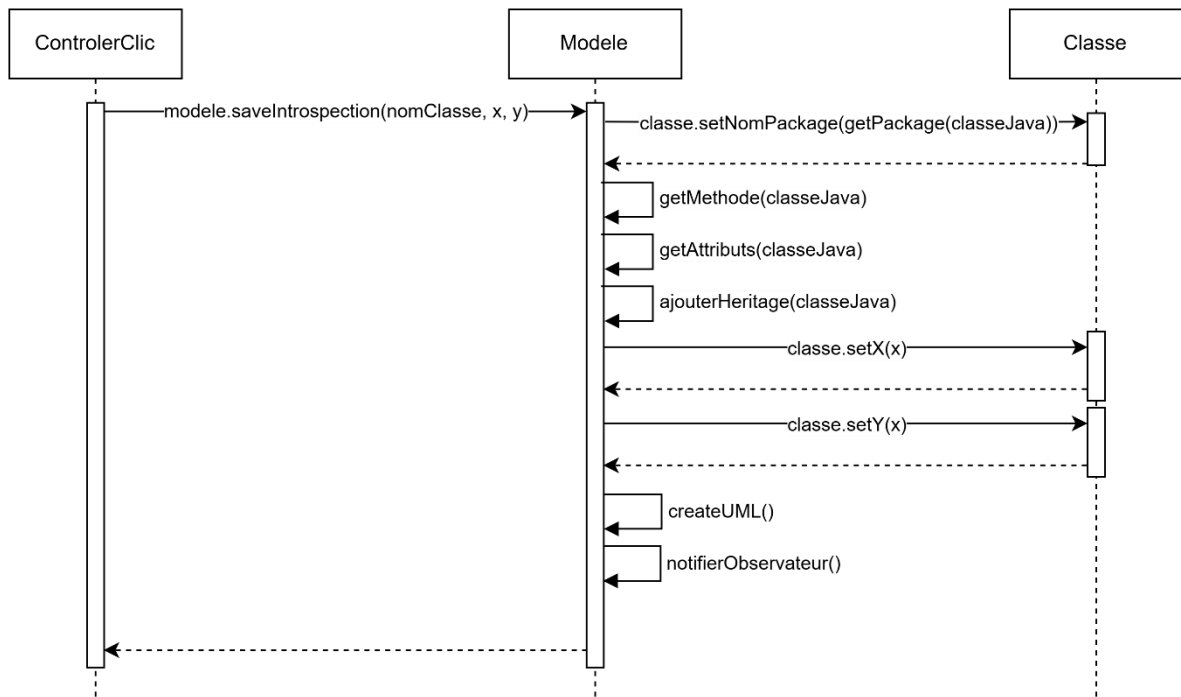 ControlerClic
Modele
Classe
modele.saveIntrospection(nomClasse, x, y)
classe.setNomPackage(getPackage(classeJava))
getMethode(classeJava)
getAttributs(classeJava)
ajouterHeritage(classeJava)
classe.setX(x)
classe.setY(x)
createUML()
notifierObservateur()